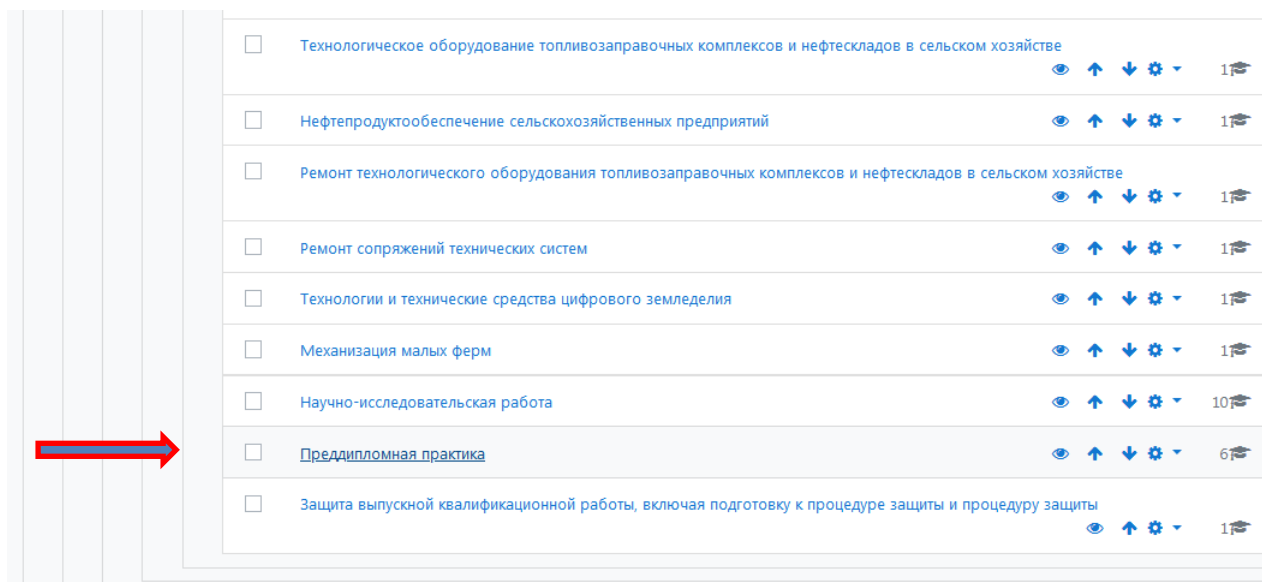 Технологическое оборудование топливозаправочных комплексов и нефтескладов в сельском хозяйстве
1
Нефтепродуктообеспечение сельскохозяйственных предприятий 1
Ремонт технологического оборудования топливозаправочных комплексов и нефтескладов в сельском хозяйстве
1
Ремонт сопряжений технических систем 1
Технологии и технические средства цифрового земледелия 1
Механизация малых ферм 1
Научно-исследовательская работа 10
Преддипломная практика 6
Защита выпускной квалификационной работы, включая подготовку к процедуре защиты и процедуру защиты
1